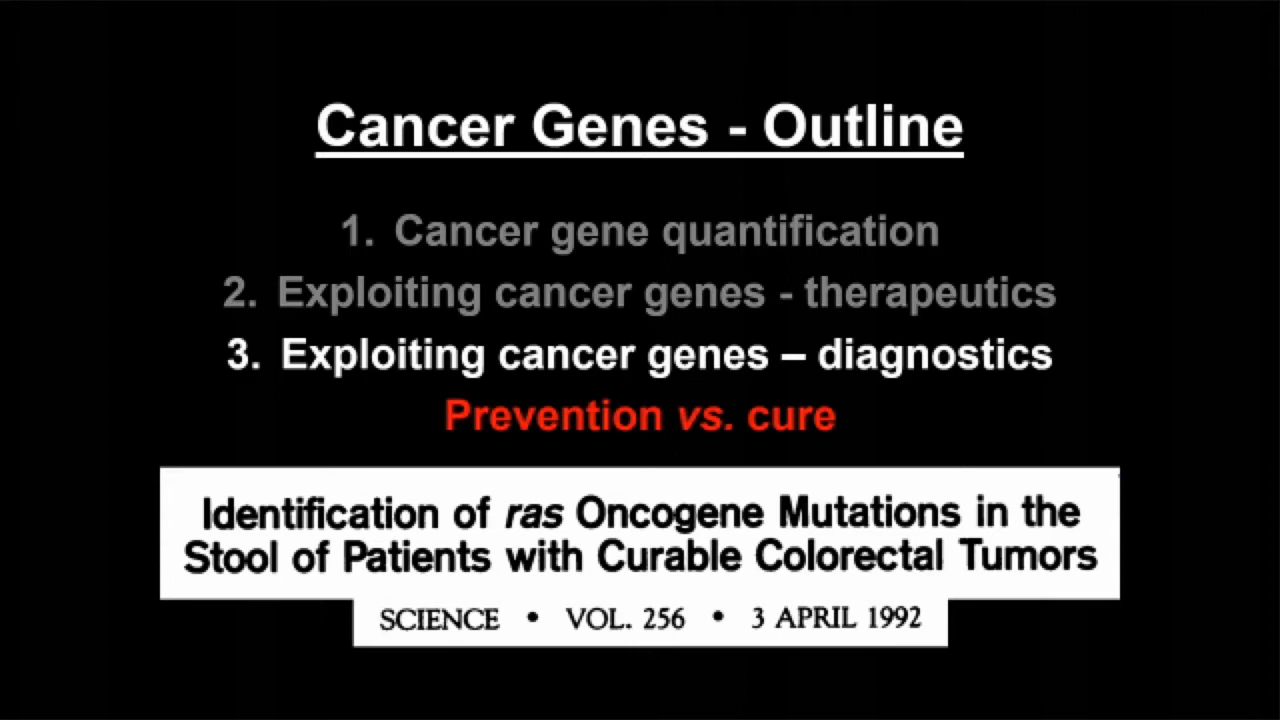 Cancer Genes - Outline
1. Cancer gene quantification
2. Exploiting cancer genes - therapeutics
3. Exploiting cancer genes – diagnostics
Prevention vs. cure
Identification of ras Oncogene Mutations in the
Stool of Patients with Curable Colorectal Tumors
SCIENCE • VOL. 256 • 3 APRIL 1992